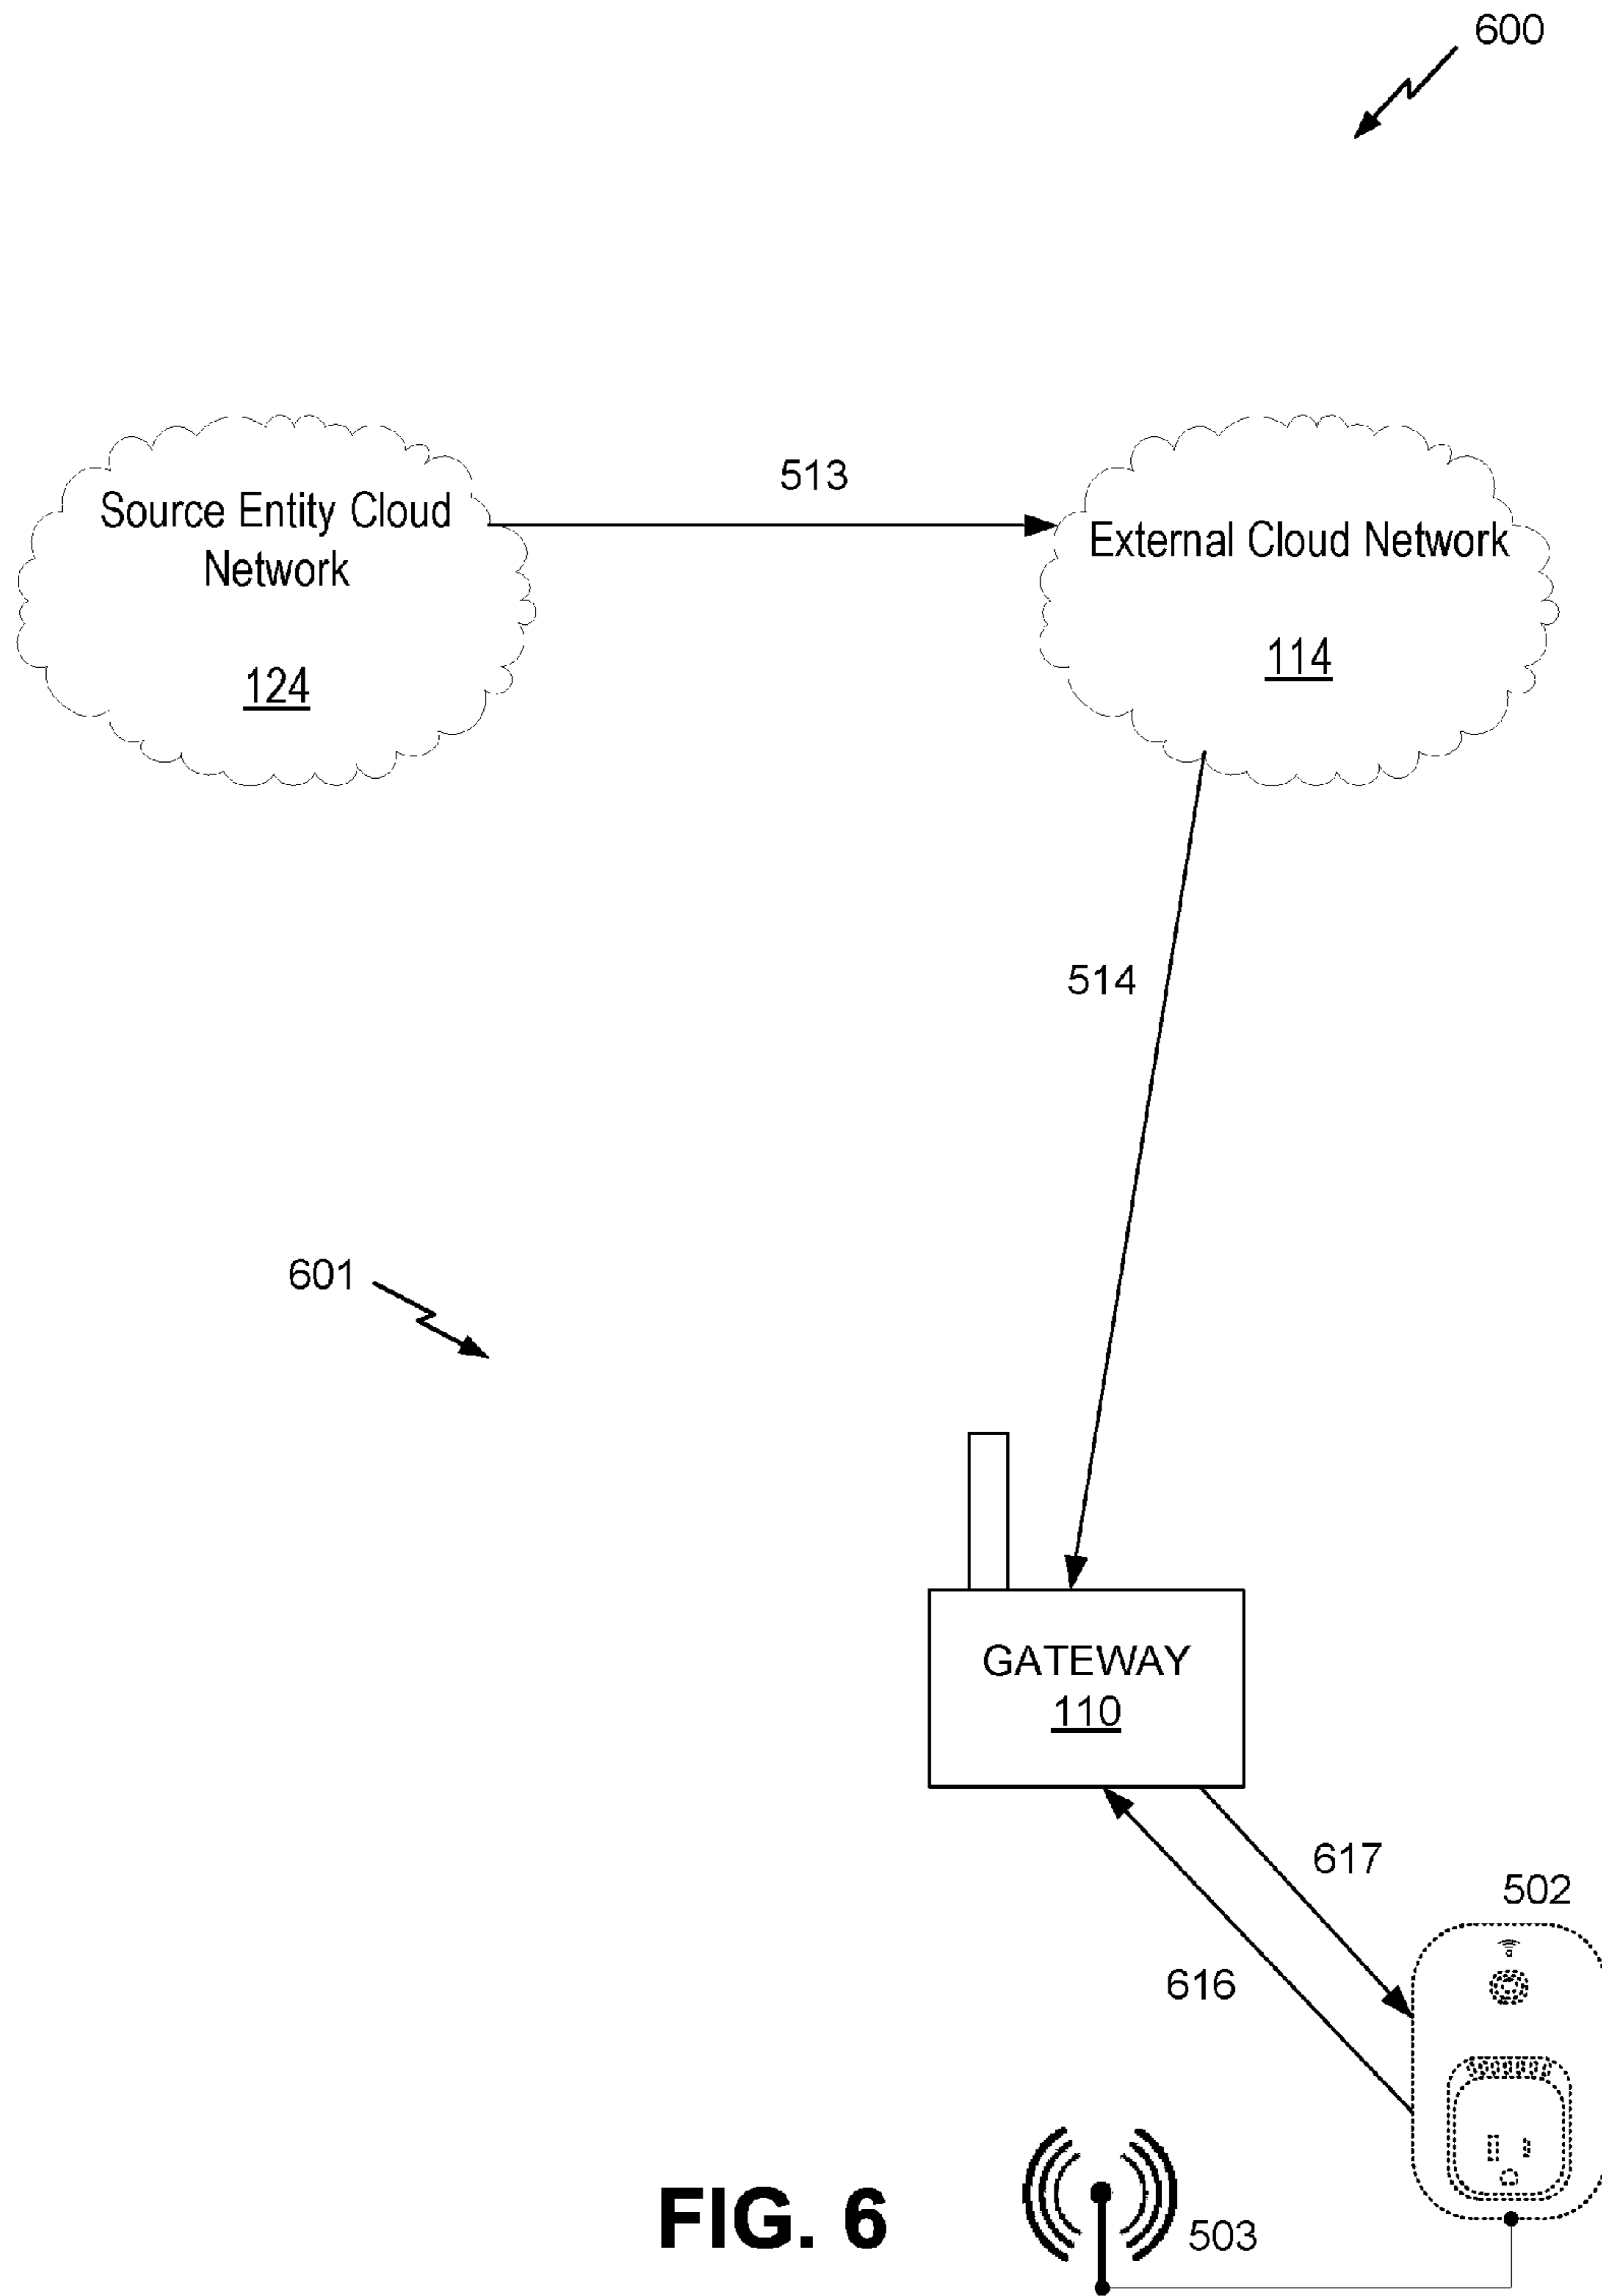 600
513
Source Entity Cloud
Network
124
External Cloud Network
114
514
601
GATEWAY
110
617
502
616
503
FIG. 6